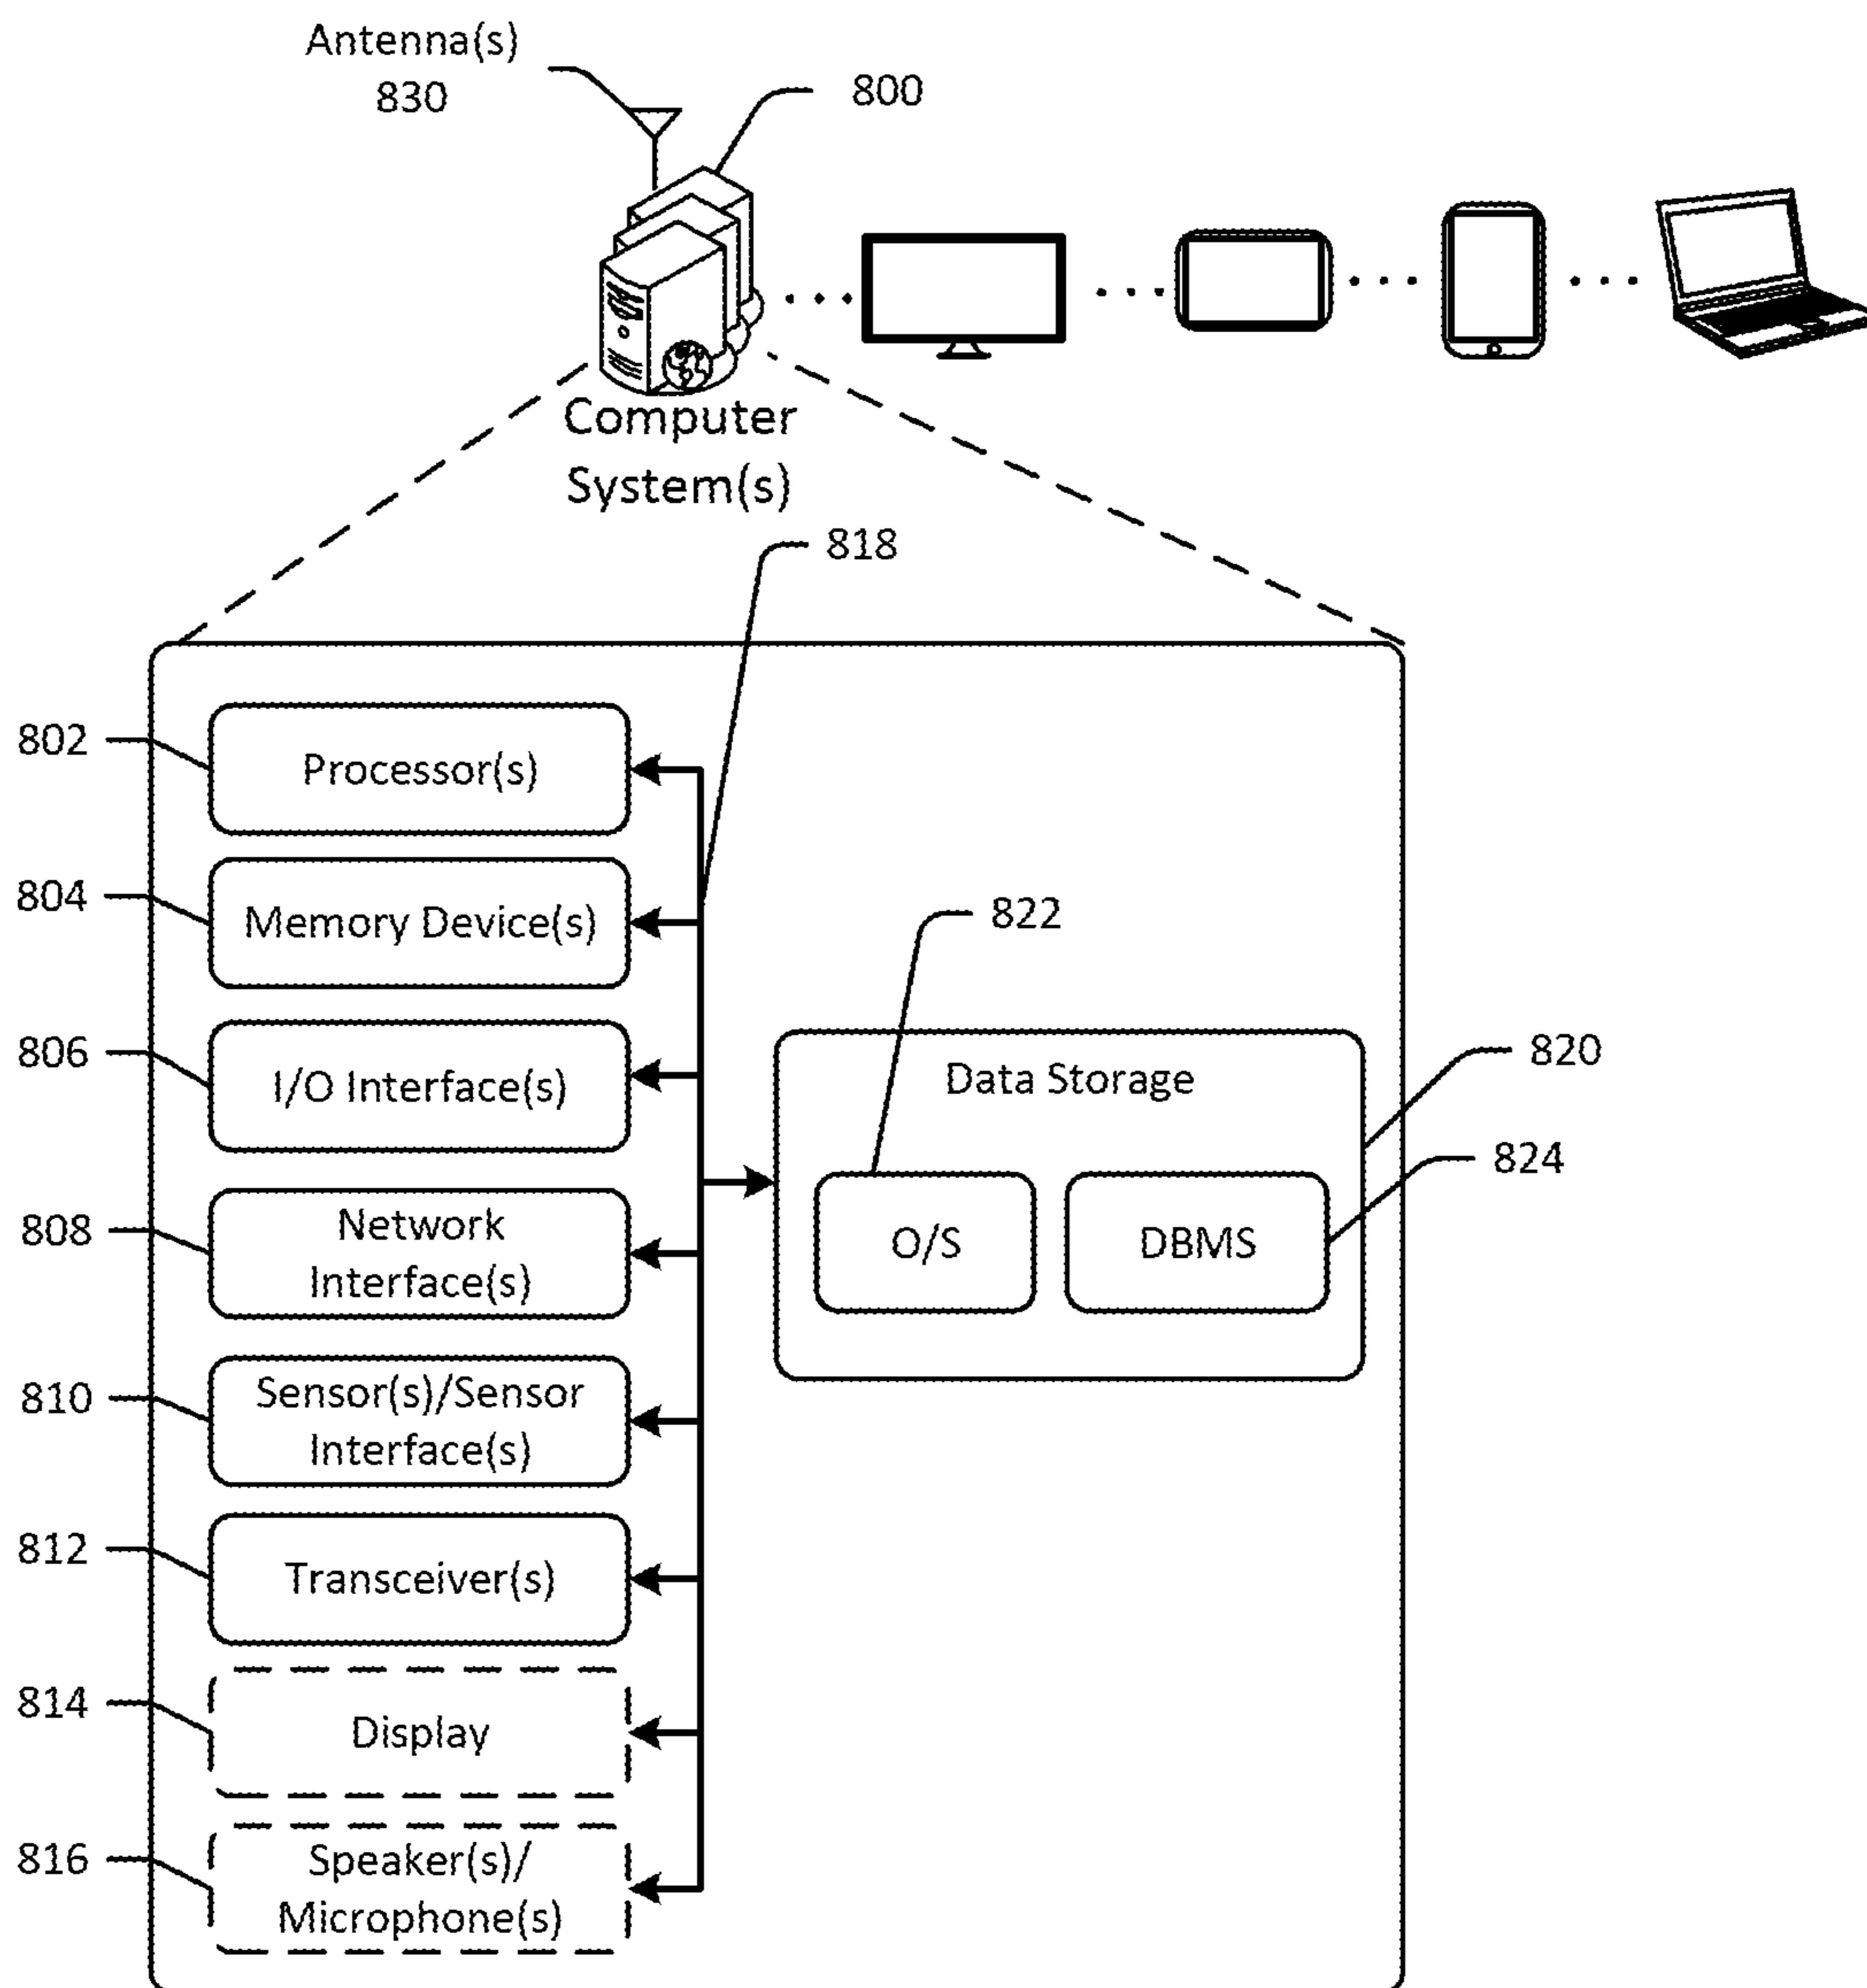 Antenna(s)
830
800
Computer
System(s)
818
802
Processor(s)
804
Memory Device(s)
822
806
I/O Interface(s)
Data Storage
820
824
808
Network
Interface(s)
O/S
DBMS
810
Sensor(s)/Sensor
Interface(s)
812
Transceiver(s)
814
Display
816
Speaker(s)/
Microphone(s)